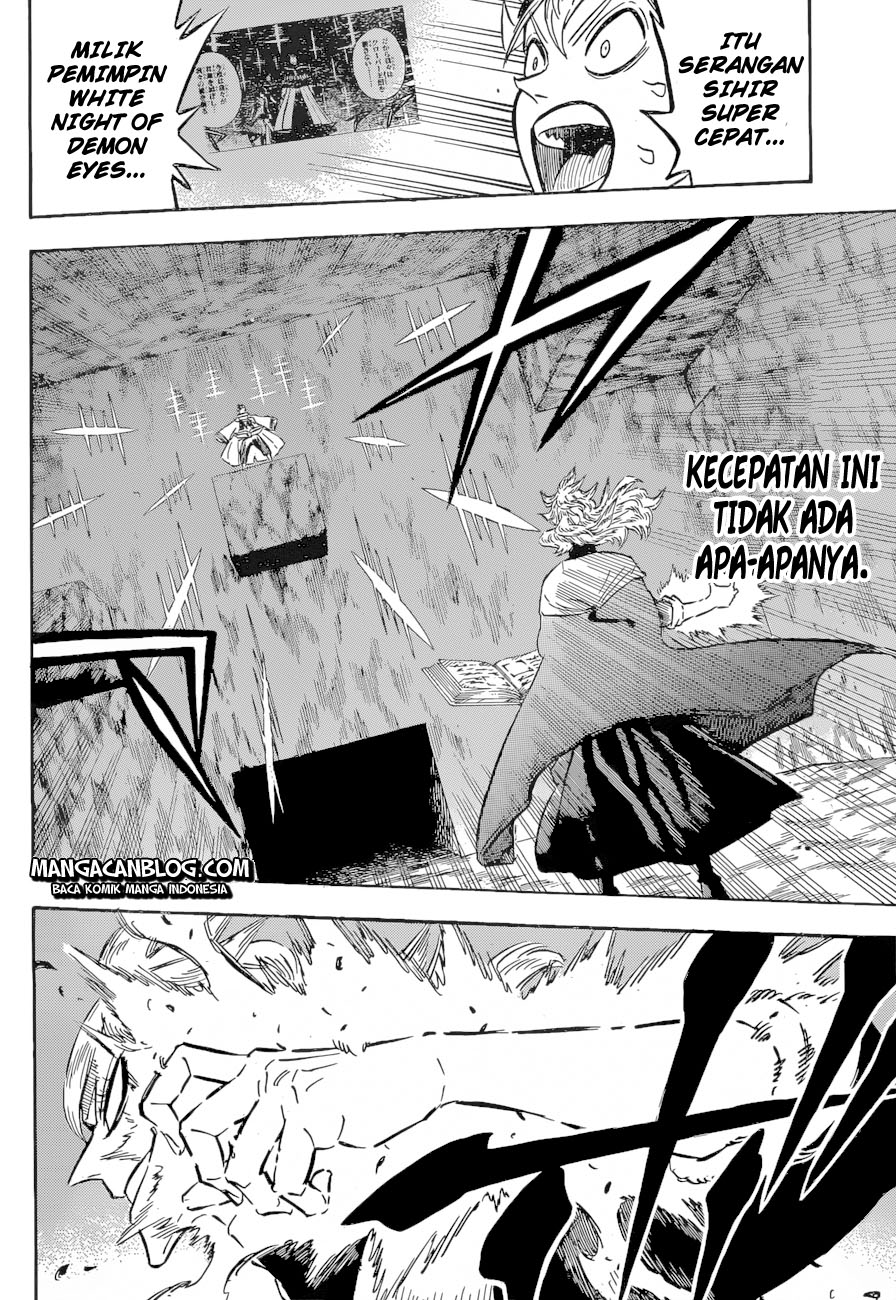 ITU
SERANGAN
SIHIR
SUPER
CEPAT...
MILIK
PEMIMPIN
WHITE
NIGHT OF
DEMON
EYES...
KECEPATAN INI
TIDAK ADA
APA-APANYA.
MANGACANBLOG.COM
BACA KOMIK MANGA INDONESIA